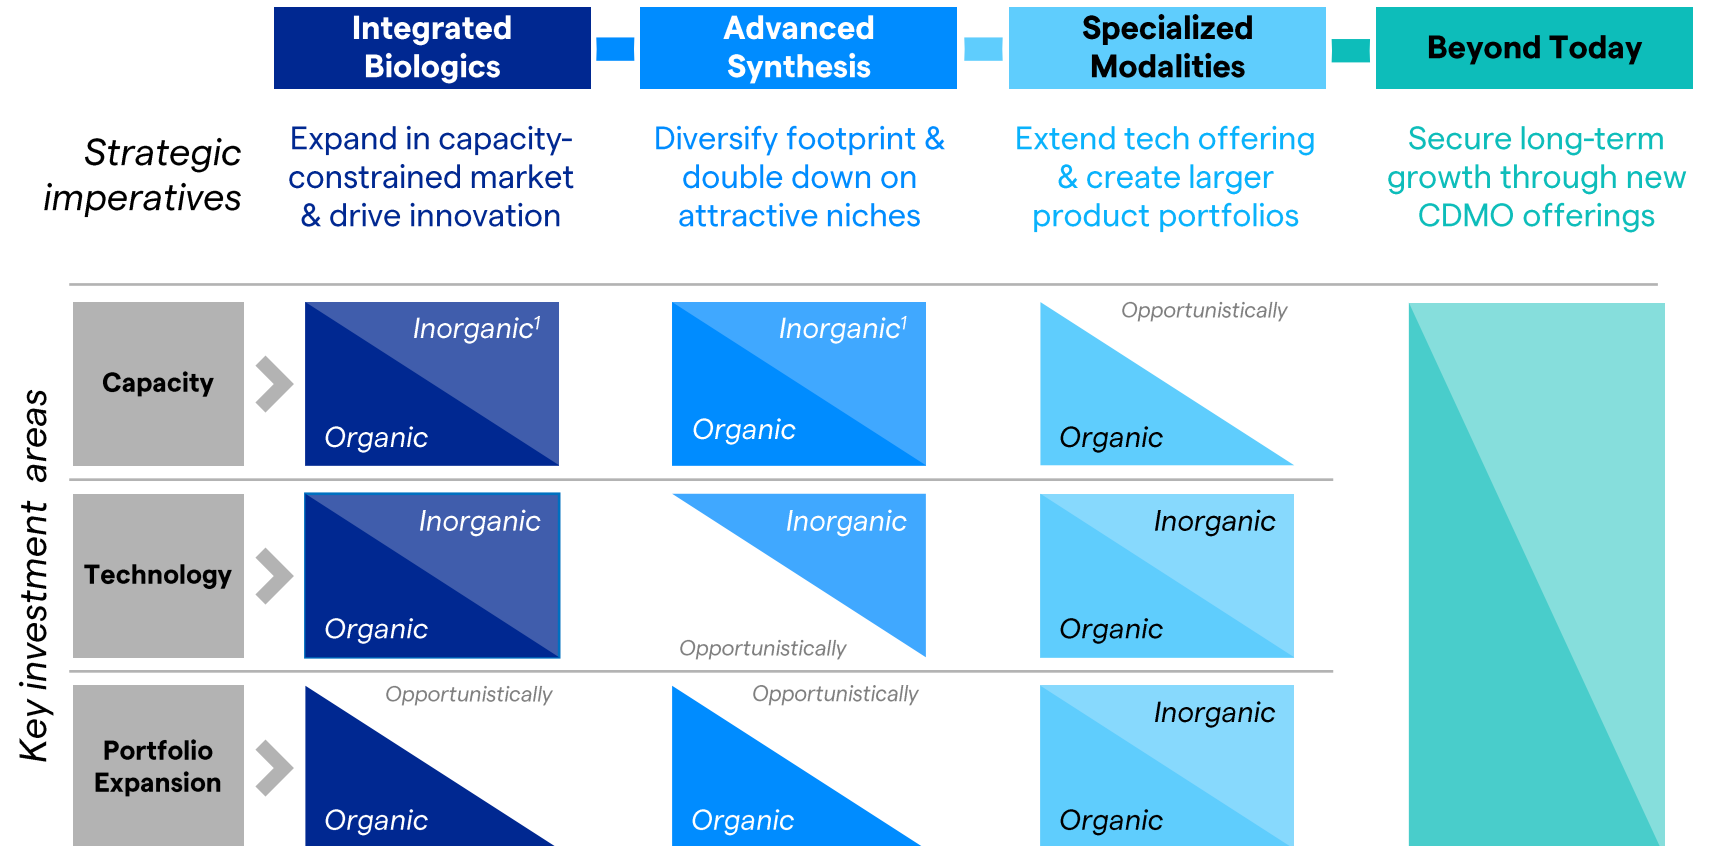 Integrated
Biologics
Advanced
Synthesis
Specialized
Modalities
Beyond Today
Strategic
imperatives
Expand in capacity-
constrained market
& drive innovation
Diversify footprint &
double down on
attractive niches
Extend tech offering
& create larger
product portfolios
Secure long-term
growth through new
CDMO offerings
Key investment areas
Capacity
Inorganic¹
Organic
Inorganic¹
Organic
Opportunistically
Organic
Technology
Inorganic
Organic
Inorganic
Opportunistically
Inorganic
Organic
Portfolio
Expansion
Opportunistically
Organic
Opportunistically
Organic
Inorganic
Organic